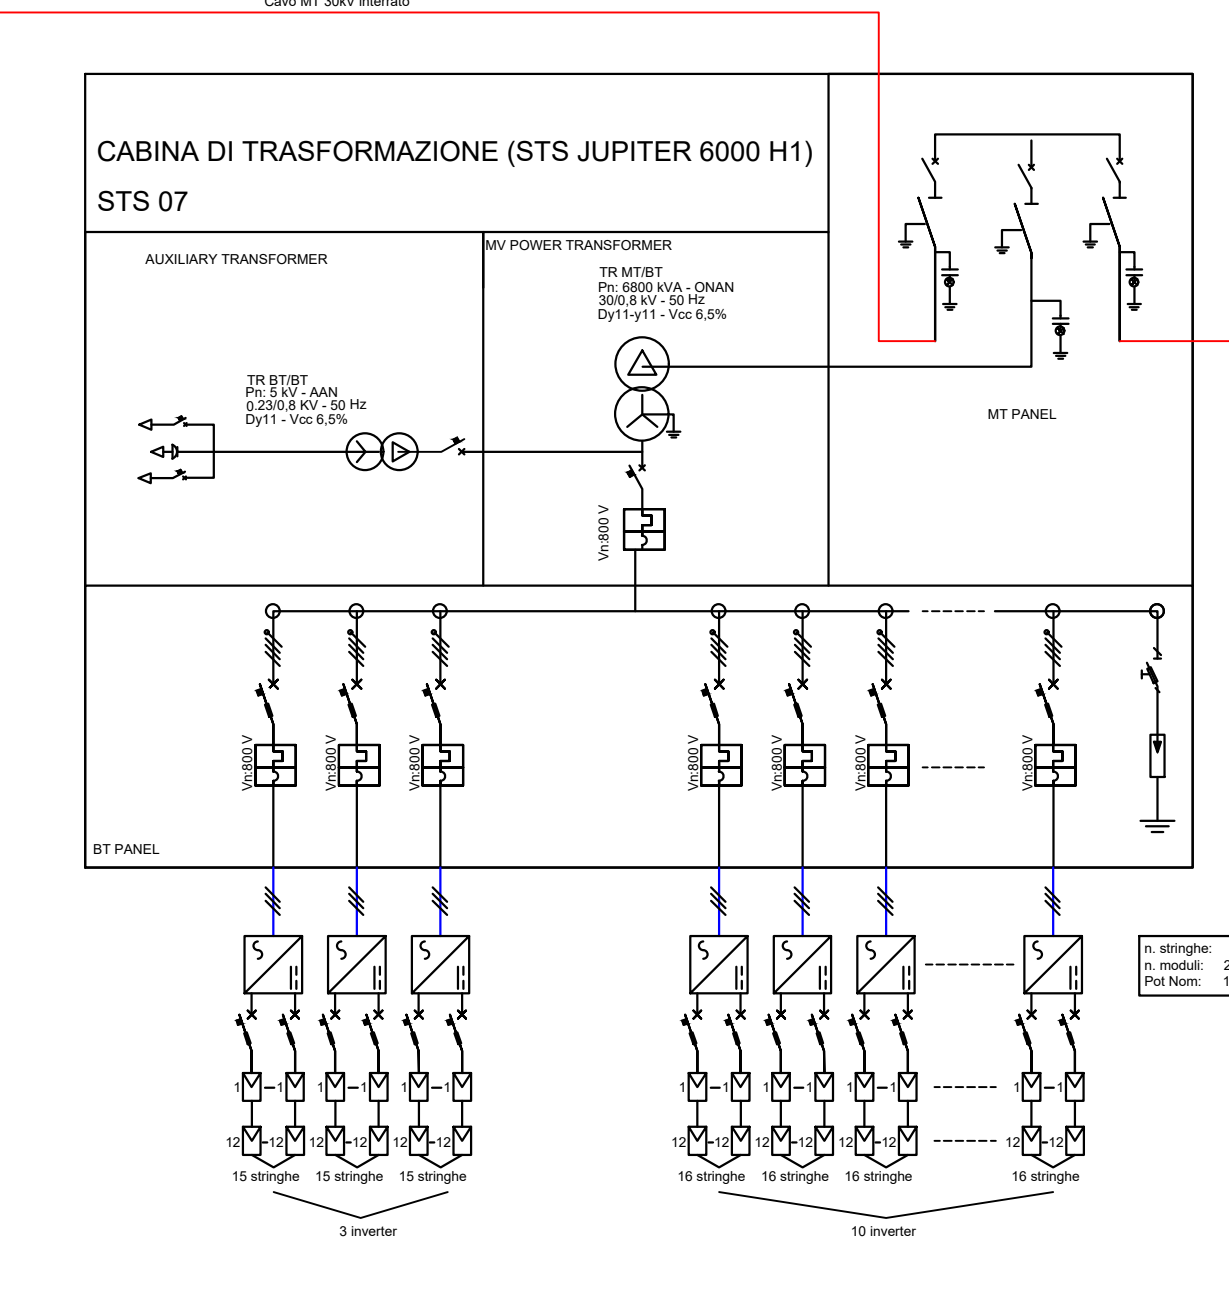 Cavo MT 30kV interrato
CABINA DI TRASFORMAZIONE (STS JUPITER 6000 H1)
STS 07
AUXILIARY TRANSFORMER
MV POWER TRANSFORMER
TR MT/BT
Pn: 6800 kVA - ONAN
30/0,8 kV - 50 Hz
Dy11-y11 - Vcc 6,5%
TR BT/BT
Pn: 5 kV - AAN
0.23/0,8 KV - 50 Hz
Dy11 - Vcc 6,5%
MT PANEL
Vn:800 V
Vn:800 V Vn:800 V Vn:800 V Vn:800 V Vn:800 V Vn:800 V Vn:800 V
BT PANEL
n. stringhe:
n. moduli: 2
Pot Nom: 1
1 1 1 1 1 1 1 1 1 1 1 1 1 1
12 12 12 12 12 12 12 12 12 12 12 12 12 12
15 stringhe 15 stringhe 15 stringhe 16 stringhe 16 stringhe 16 stringhe 16 stringhe
3 inverter 10 inverter